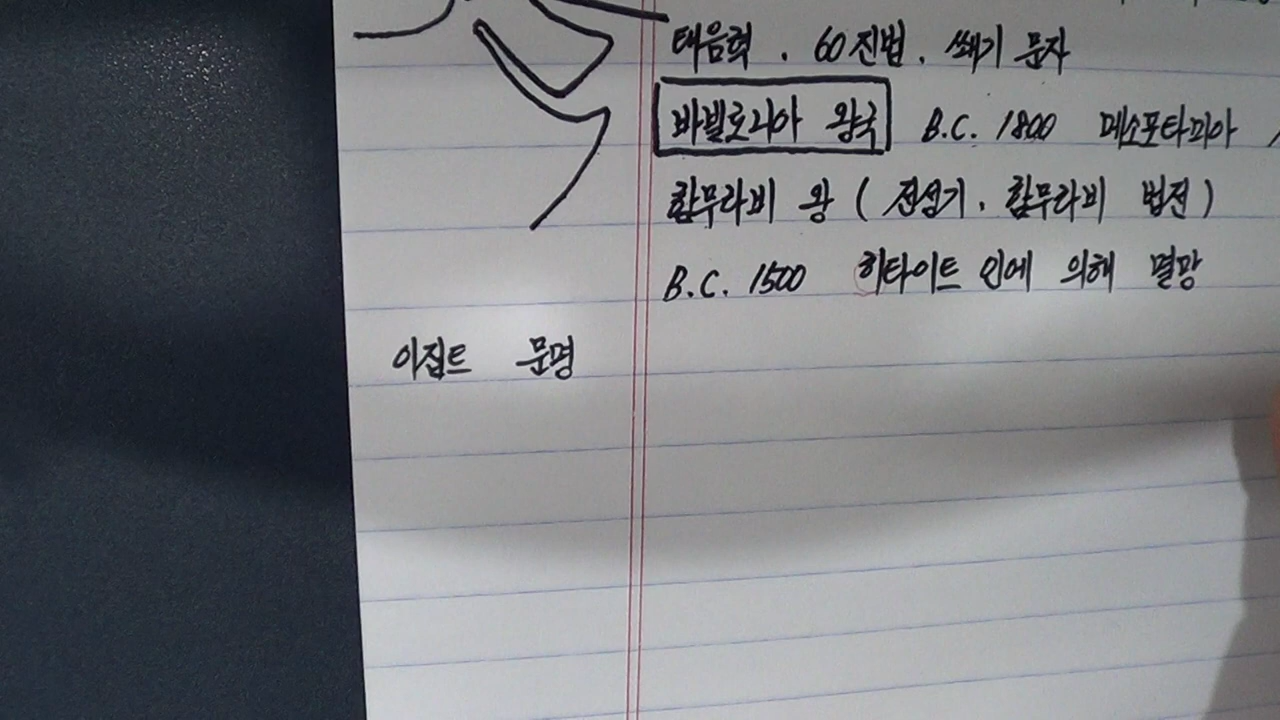 태음력 . 60진법 . 쐐기 문자
바빌로니아 왕국 B.C. 1800 메소포타미아
함무라비 왕 ( 전성기 . 함무라비 법전 )
B.C. 1500 히타이트 인에 의해 멸망
이집트 문명